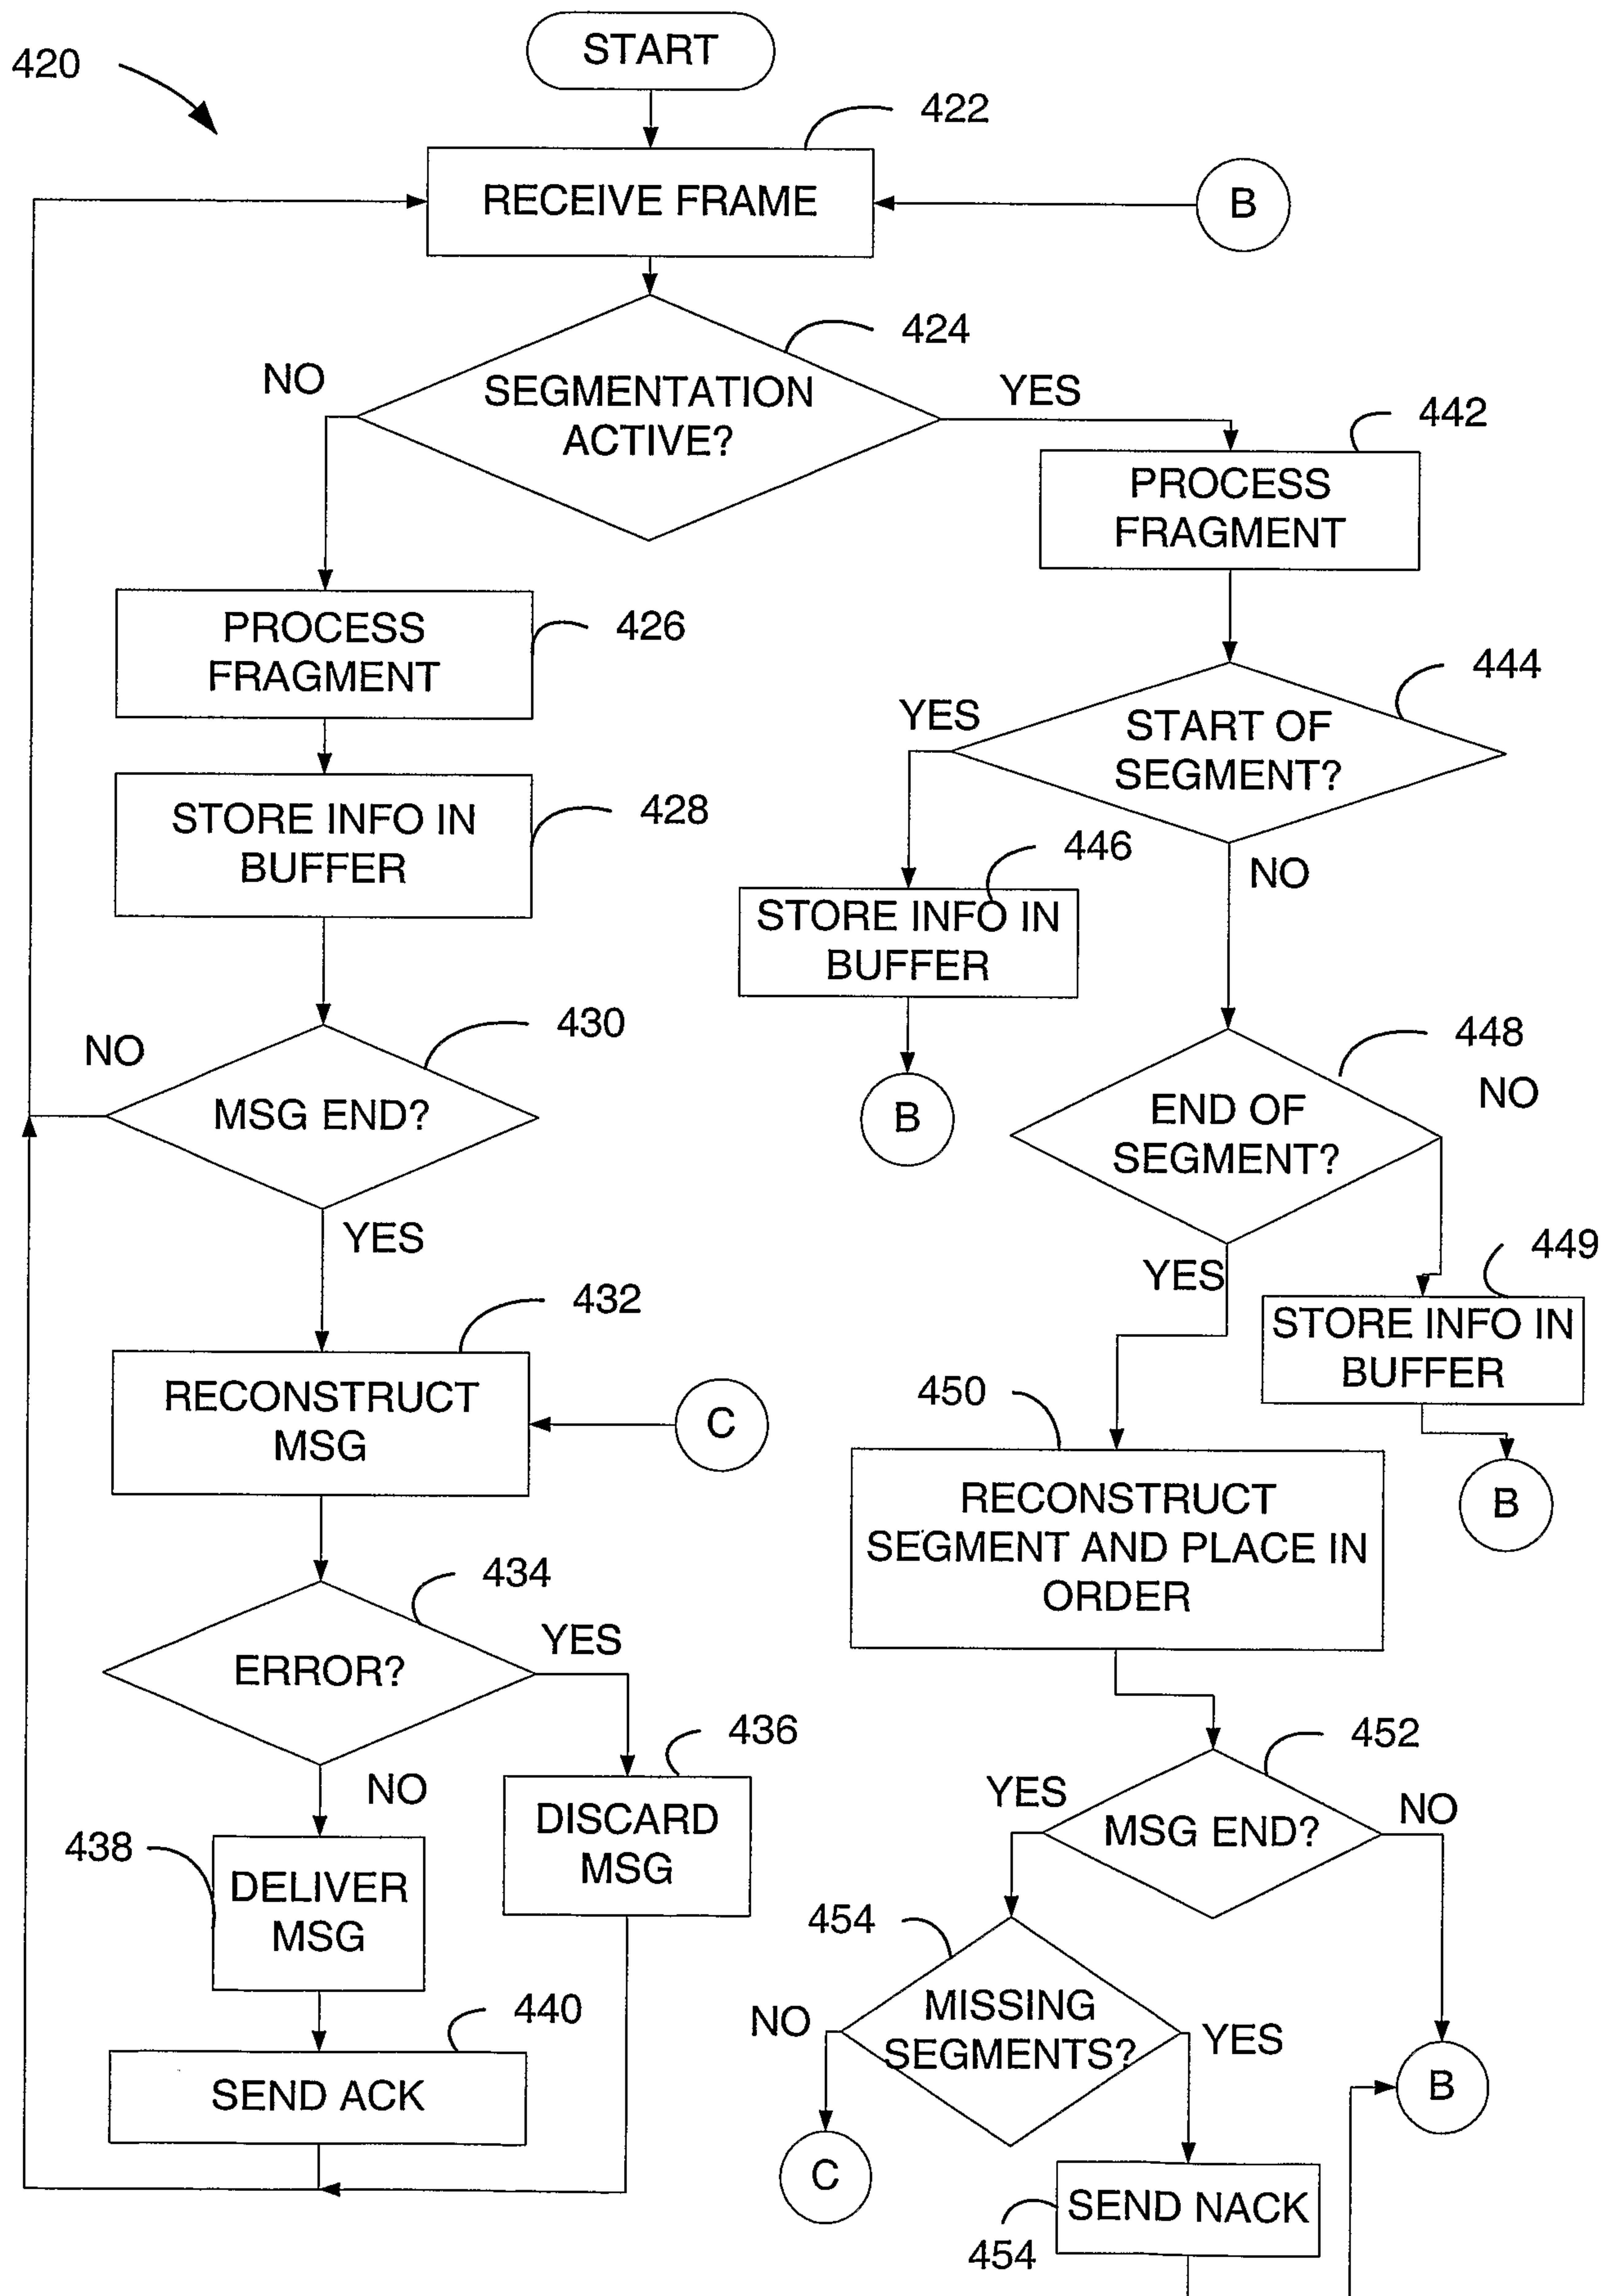 420
START
422
RECEIVE FRAME
B
424
NO
SEGMENTATION
ACTIVE?
YES
442
PROCESS
FRAGMENT
PROCESS
FRAGMENT
426
444
YES
START OF
SEGMENT?
STORE INFO IN
BUFFER
428
446
NO
STORE INFO IN
BUFFER
430
NO
MSG END?
B
448
NO
END OF
SEGMENT?
YES
YES
449
STORE INFO IN
BUFFER
432
RECONSTRUCT
MSG
C
450
B
RECONSTRUCT
SEGMENT AND PLACE IN
ORDER
434
YES
ERROR?
436
452
NO
YES
MSG END?
NO
DISCARD
MSG
438
DELIVER
MSG
454
NO
MISSING
SEGMENTS?
YES
440
SEND ACK
B
C
SEND NACK
454